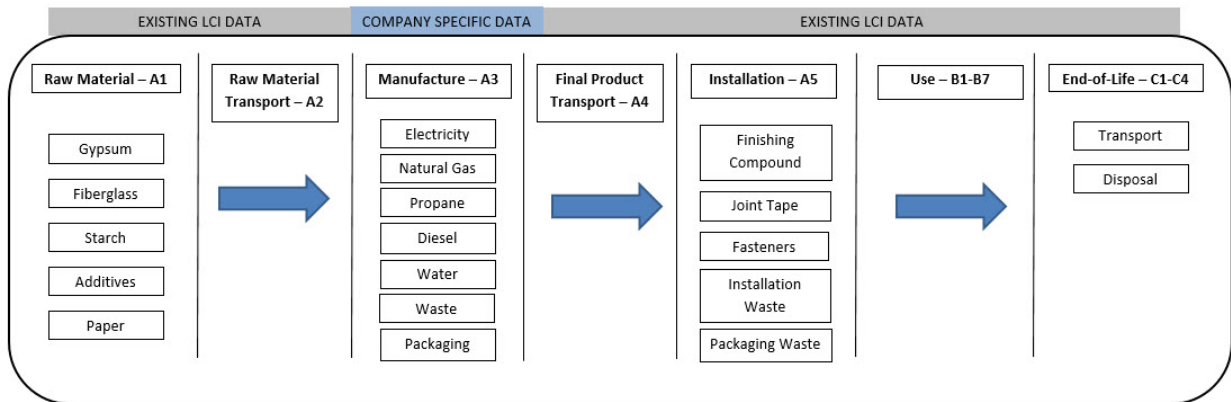 EXISTING LCI DATA
COMPANY SPECIFIC DATA
EXISTING LCI DATA
Raw Material – A1
Gypsum
Fiberglass
Starch
Additives
Paper
Raw Material
Transport – A2
Manufacture – A3
Electricity
Natural Gas
Propane
Diesel
Water
Waste
Packaging
Final Product
Transport – A4
Installation – A5
Finishing
Compound
Joint Tape
Fasteners
Installation
Waste
Packaging Waste
Use – B1-B7
End-of-Life – C1-C4
Transport
Disposal